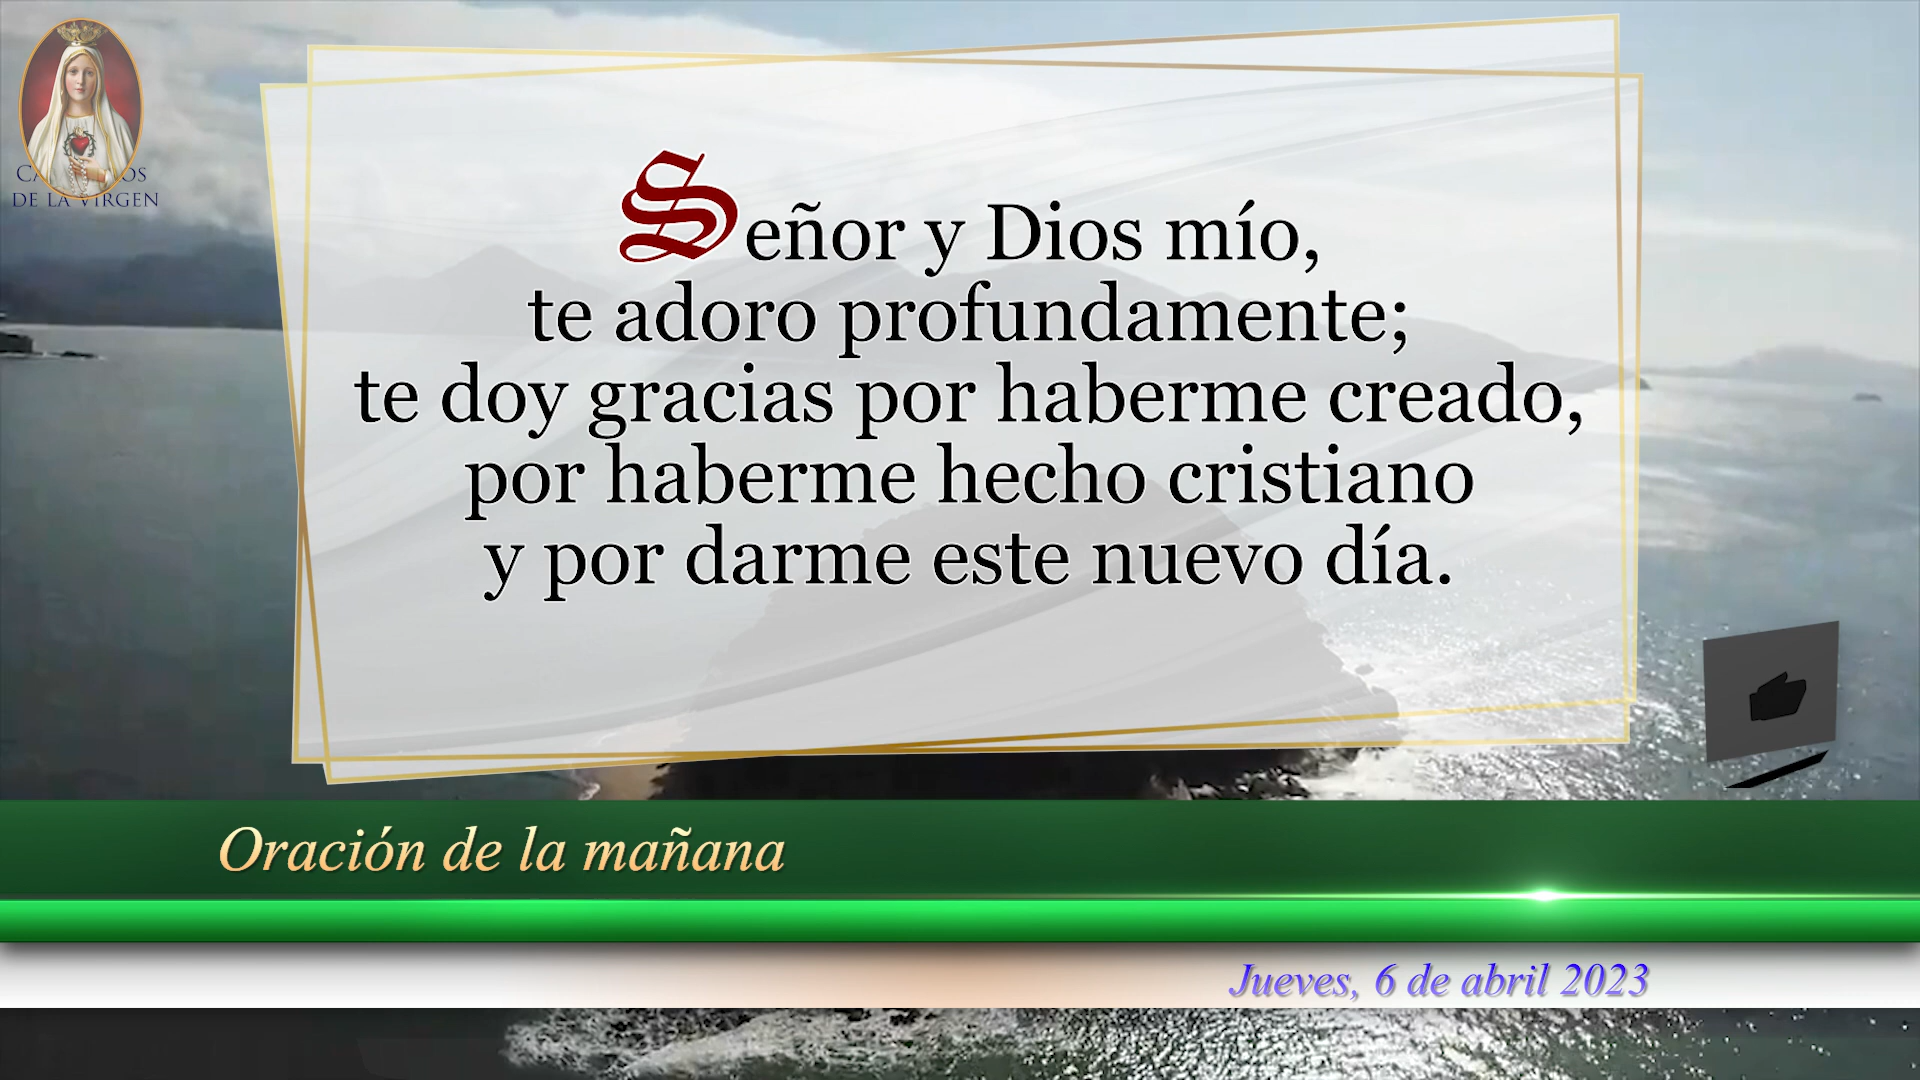 DE LA VIRGEN
Señor y Dios mío,
te adoro profundamente;
te doy gracias por haberme creado,
por haberme hecho cristiano
y por darme este nuevo día.
Oración de la mañana
Jueves, 6 de abril 2023